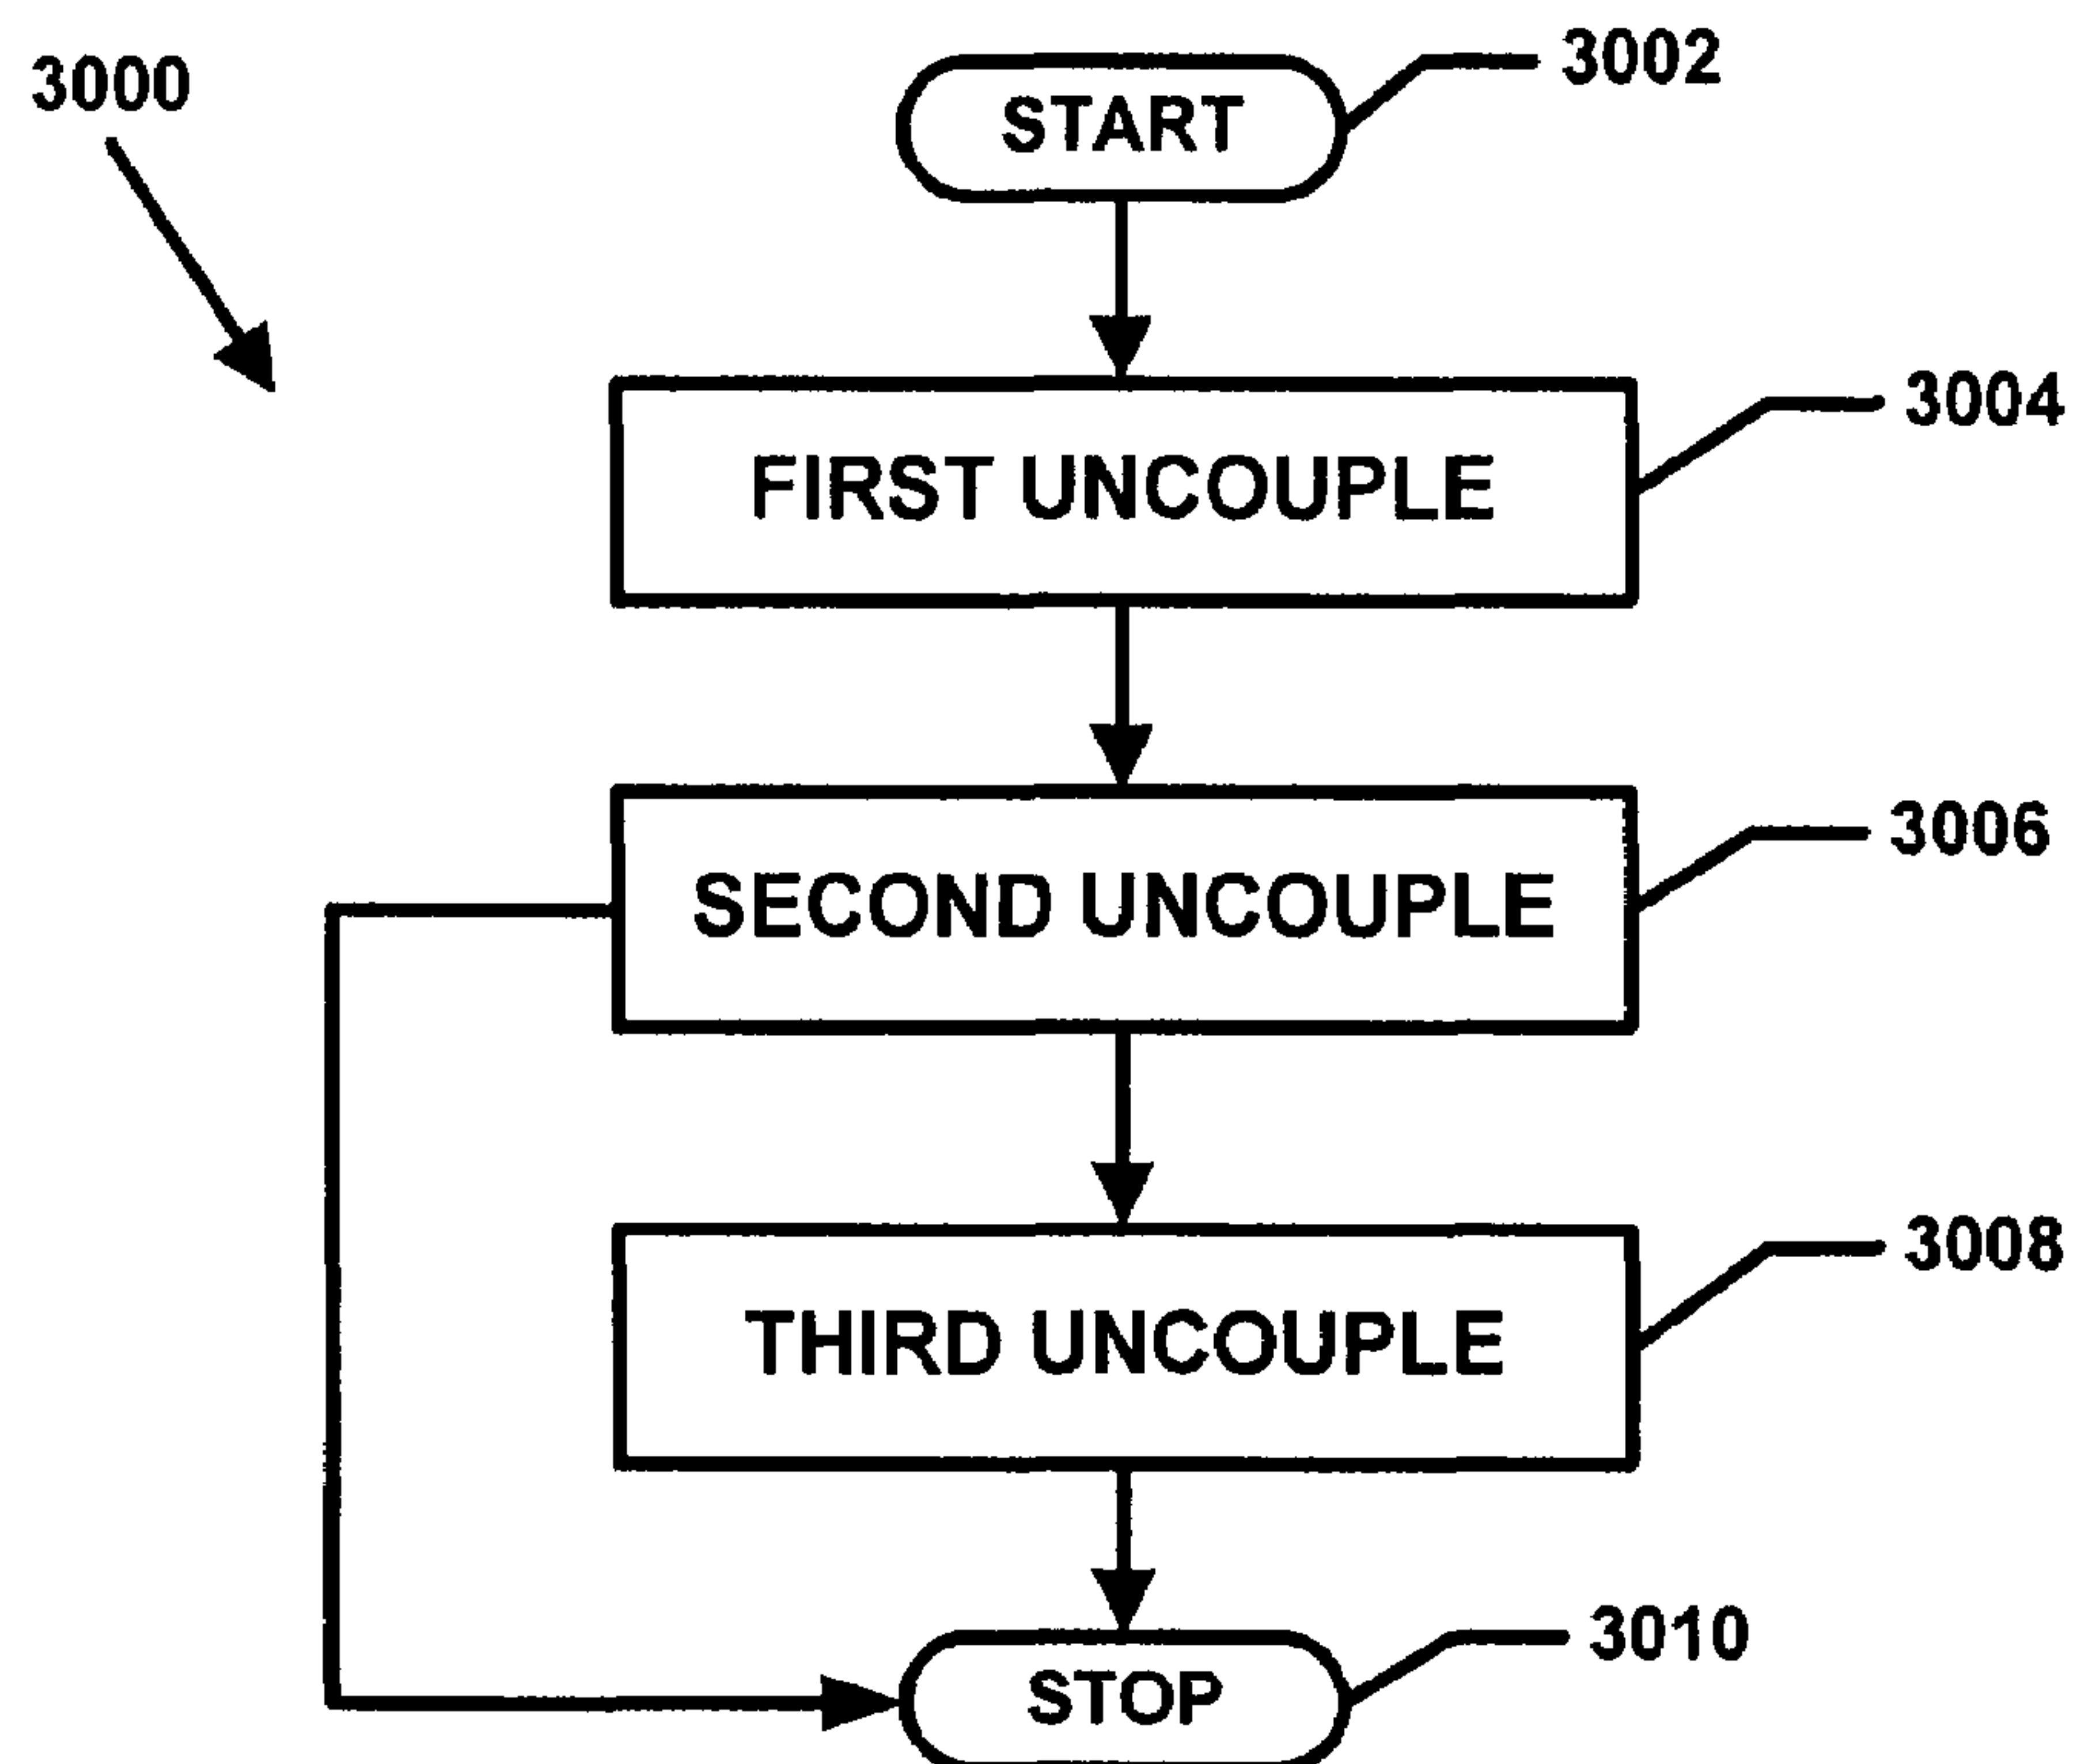 3000
START
3002
FIRST UNCOUPLE
3004
SECOND UNCOUPLE
3006
THIRD UNCOUPLE
3008
STOP
3010